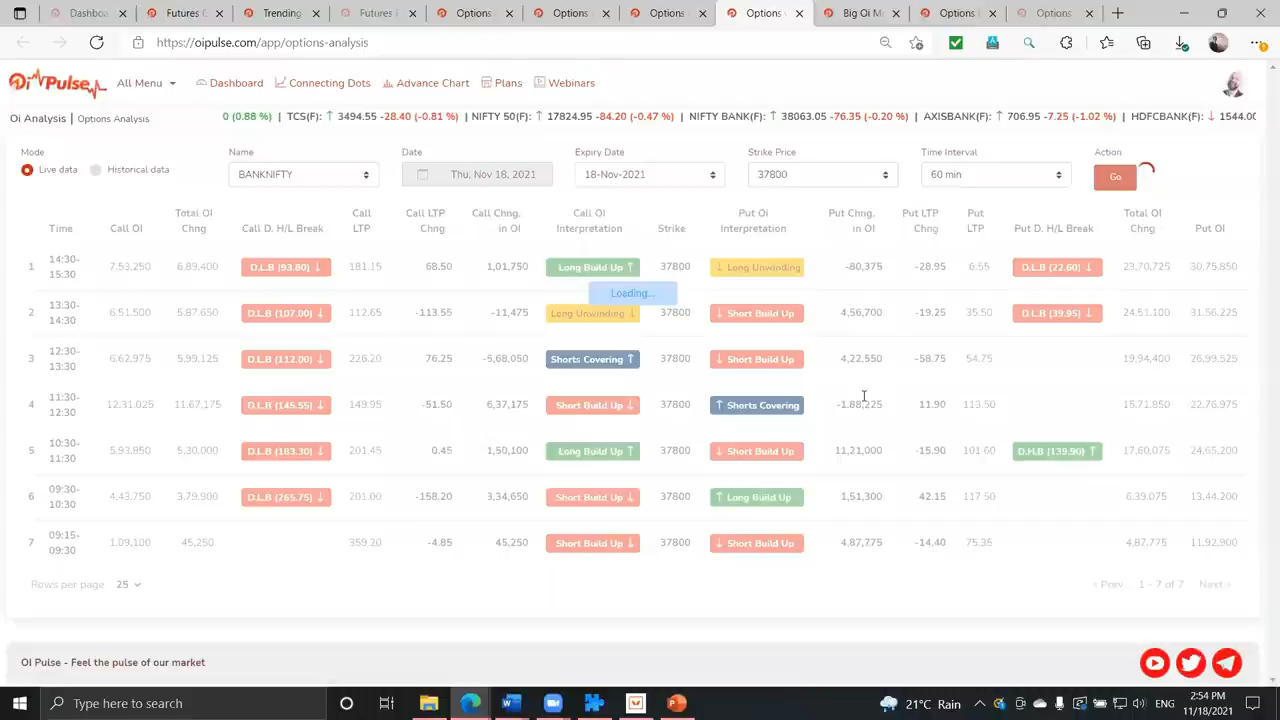 Dashboa
Futures O
Trending
Futures E
Options
Options
Options
Options
Big Oi M
Options
Options
https://oipulse.com/app/options-analysis
Oi Pulse
All Menu
Dashboard
Connecting Dots
Advance Chart
Plans
Webinars
Oi Analysis | Options Analysis
0 (0.88 %) | TCS(F): ↑ 3494.55 -28.40 (-0.81 %) | NIFTY 50(F): ↑ 17824.95 -84.20 (-0.47 %) | NIFTY BANK(F): ↑ 38063.05 -76.35 (-0.20 %) | AXISBANK(F): ↑ 706.95 -7.25 (-1.02 %) | HDFCBANK(F): ↓ 1544.00
Mode Name Date Expiry Date Strike Price Time Interval Action
Live data Historical data BANKNIFTY Thu, Nov 18, 2021 18-Nov-2021 37800 60 min Go
Time Call OI Total OI Chng Call D. H/L Break Call LTP Call LTP Chng Call Chng. in OI Call OI Interpretation Strike Put Oi Interpretation Put Chng. in OI Put LTP Chng Put LTP Put D. H/L Break Total OI Chng Put OI
1 14:30-15:30 7,53,250 6,89,400 D.L.B (93.80) ↓ 181.15 68.50 1,01,750 Long Build Up ↑ 37800 ↓ Long Unwinding -80,375 -28.95 6.55 D.L.B (22.60) ↓ 23,70,725 30,75,850
Loading...
2 13:30-14:30 6,51,500 5,87,650 D.L.B (107.00) ↓ 112.65 -113.55 -11,475 Long Unwinding ↓ 37800 ↓ Short Build Up 4,56,700 -19.25 35.50 D.L.B (39.95) ↓ 24,51,100 31,56,225
3 12:30-13:30 6,62,975 5,99,125 D.L.B (112.00) ↓ 226.20 76.25 -5,68,050 Shorts Covering ↑ 37800 ↓ Short Build Up 4,22,550 -58.75 54.75 19,94,400 26,99,525
4 11:30-12:30 12,31,025 11,67,175 D.L.B (145.55) ↓ 149.95 -51.50 6,37,175 Short Build Up ↓ 37800 ↑ Shorts Covering -1,88,225 11.90 113.50 15,71,850 22,76,975
5 10:30-11:30 5,93,850 5,30,000 D.L.B (183.30) ↓ 201.45 0.45 1,50,100 Long Build Up ↑ 37800 ↓ Short Build Up 11,21,000 -15.90 101.60 D.H.B (139.90) ↑ 17,60,075 24,65,200
6 09:30-10:30 4,43,750 3,79,900 D.L.B (265.75) ↓ 201.00 -158.20 3,34,650 Short Build Up ↓ 37800 ↑ Long Build Up 1,51,300 42.15 117.50 6,39,075 13,44,200
7 09:15-09:30 1,09,100 45,250 359.20 -4.85 45,250 Short Build Up ↓ 37800 ↓ Short Build Up 4,87,775 -14.40 75.35 4,87,775 11,92,900
Rows per page 25 « Prev 1 - 7 of 7 Next »
OI Pulse - Feel the pulse of our market
Type here to search
21°C Rain
ENG
2:54 PM
11/18/2021